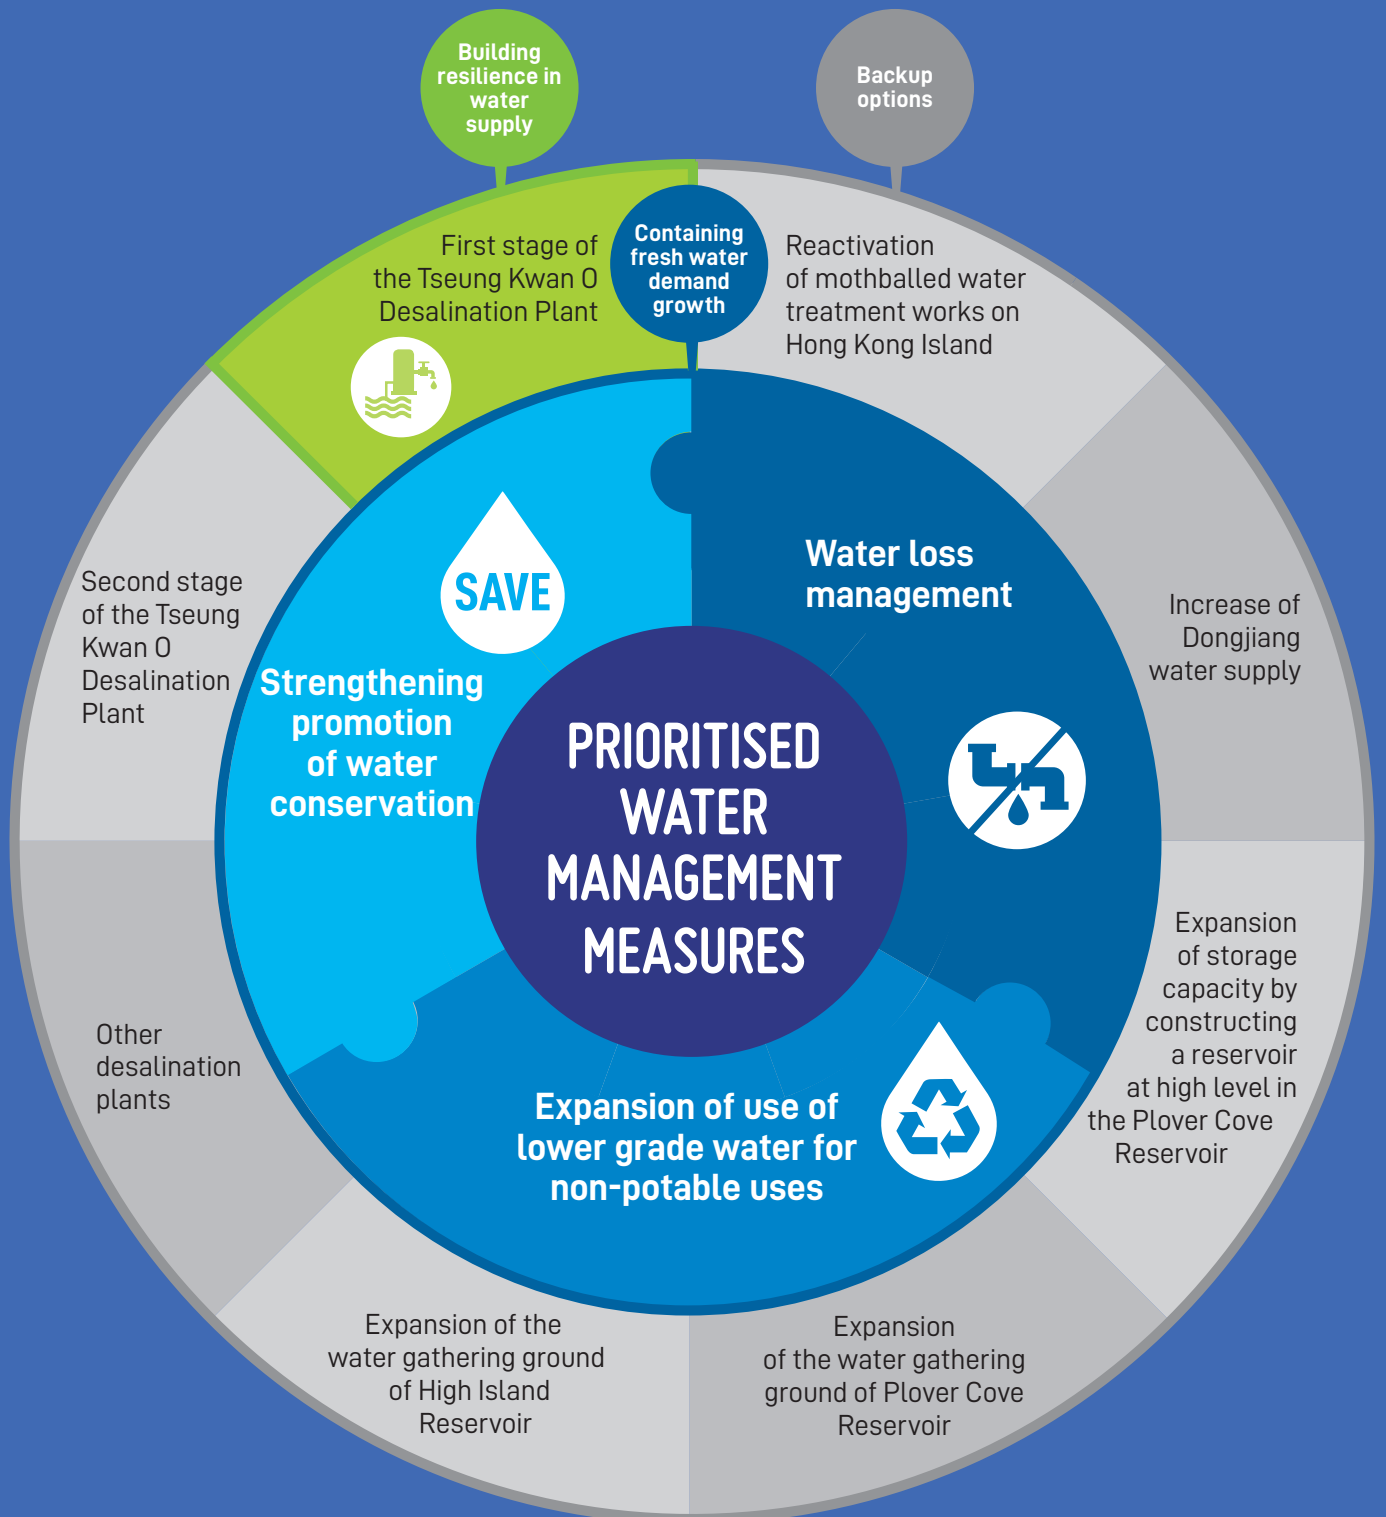 Building
resilience in
water
supply
Backup
options
Containing
fresh water
demand
growth
First stage of
the Tseung Kwan O
Desalination Plant
Reactivation
of mothballed water
treatment works on
Hong Kong Island
Increase of
Dongjiang
water supply
Expansion
of storage
capacity by
constructing
a reservoir
at high level in
the Plover Cove
Reservoir
Expansion
of the water gathering
ground of Plover Cove
Reservoir
Expansion of the
water gathering ground
of High Island
Reservoir
Other
desalination
plants
Second stage
of the Tseung
Kwan O
Desalination
Plant
SAVE
Strengthening
promotion
of water
conservation
Water loss
management
Expansion of use of
lower grade water for
non-potable uses
PRIORITISED
WATER
MANAGEMENT
MEASURES